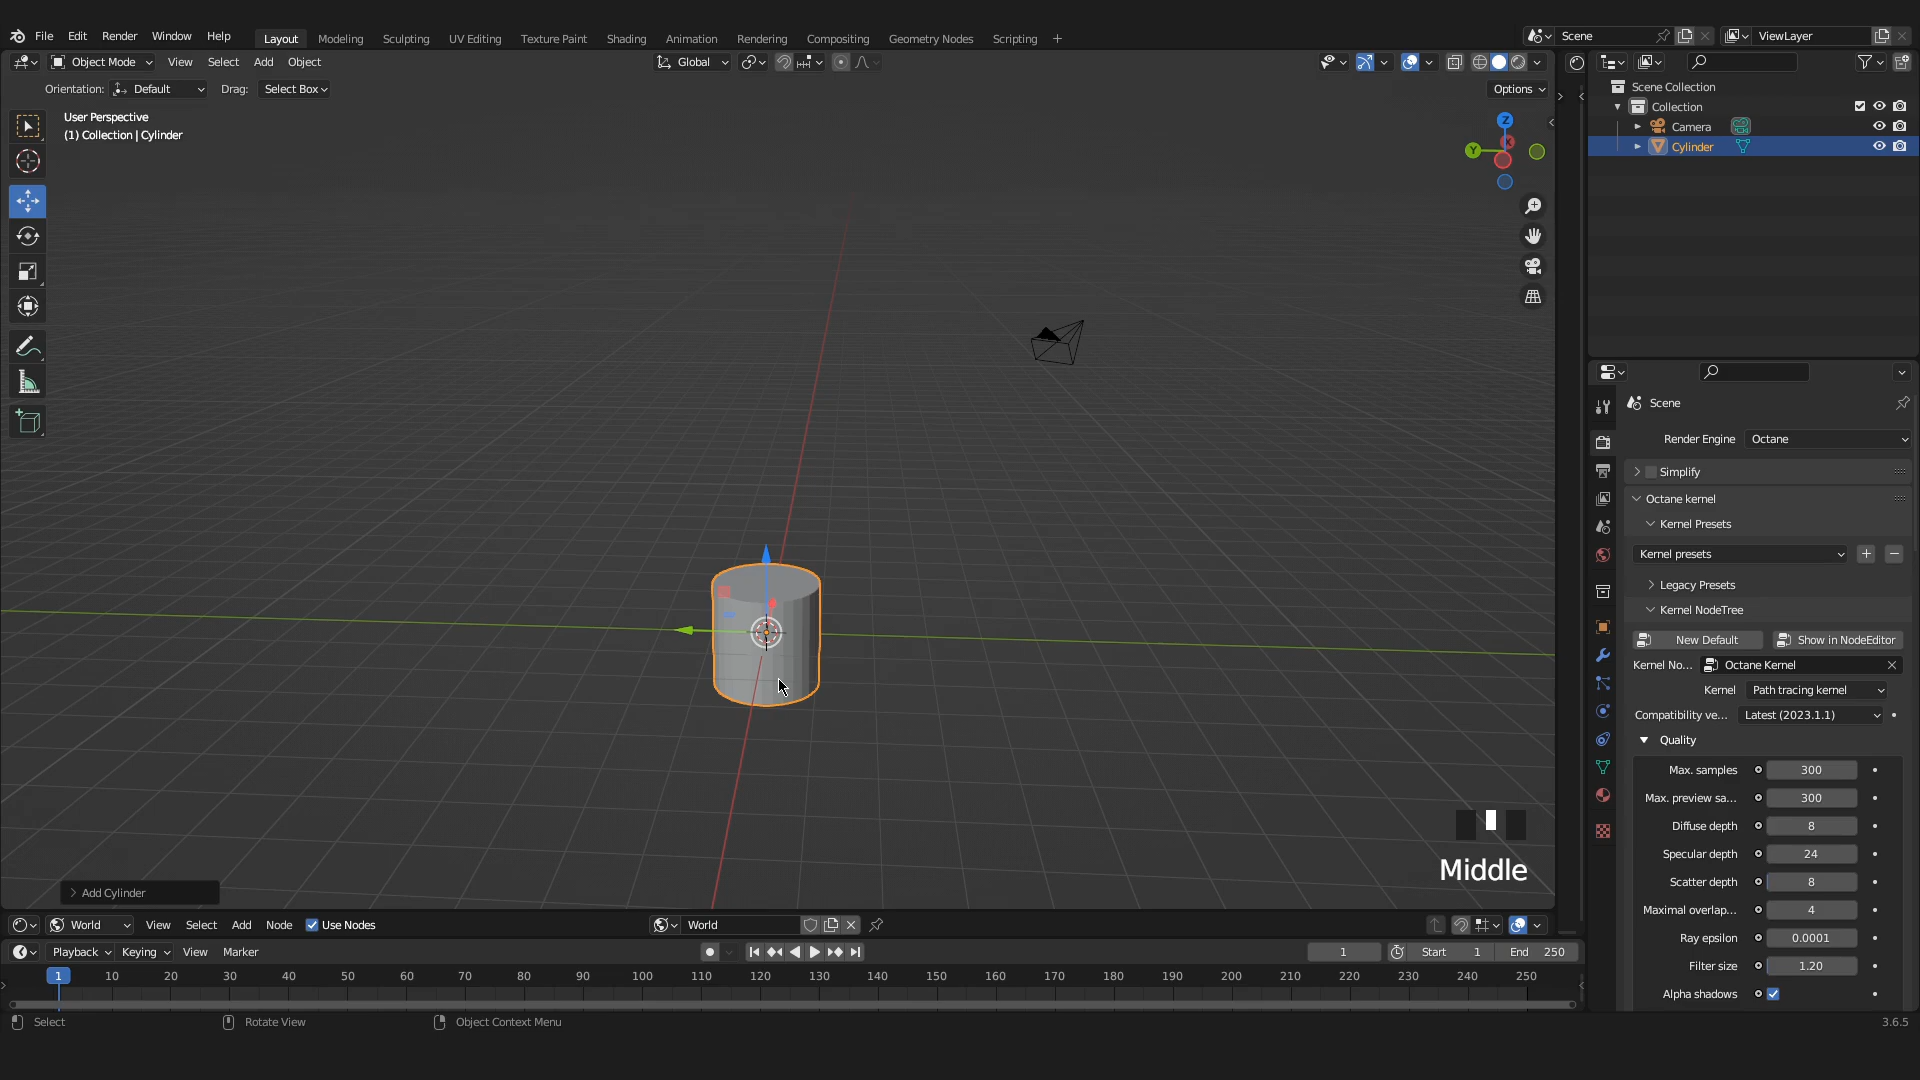 File Edit Render Window Help Layout Modeling Sculpting UV Editing Texture Paint Shading Animation Rendering Compositing Geometry Nodes Scripting + Scene ViewLayer
Object Mode View Select Add Object Global
Orientation: Default Drag: Select Box Options
User Perspective
(1) Collection | Cylinder
Z
X
Y
Scene Collection
Collection
Camera
Cylinder
Scene
Render Engine Octane
Simplify
Octane kernel
Kernel Presets
Kernel presets
Legacy Presets
Kernel NodeTree
New Default Show in NodeEditor
Kernel No... Octane Kernel
Kernel Path tracing kernel
Compatibility ve... Latest (2023.1.1)
Quality
Max. samples 300
Max. preview sa... 300
Diffuse depth 8
Specular depth 24
Scatter depth 8
Maximal overlap... 4
Ray epsilon 0.0001
Filter size 1.20
Alpha shadows
Middle
Add Cylinder
World View Select Add Node Use Nodes World
Playback Keying View Marker 1 Start 1 End 250
1 10 20 30 40 50 60 70 80 90 100 110 120 130 140 150 160 170 180 190 200 210 220 230 240 250
Select Rotate View Object Context Menu 3.6.5